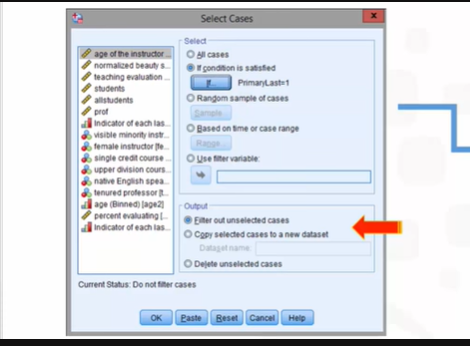 Select Cases
age of the instructor ...
normalized beauty s...
teaching evaluation ...
students
allstudents
prof
Indicator of each las...
visible minority instr...
female instructor [fe...
single credit course ...
upper division cours...
native English spea...
tenured professor [t...
age (Binned) [age2]
percent evaluating [...
Indicator of each las...
Select
All cases
If condition is satisfied
If...
PrimaryLast=1
Random sample of cases
Sample...
Based on time or case range
Range...
Use filter variable:
Output
Filter out unselected cases
Copy selected cases to a new dataset
Dataset name:
Delete unselected cases
Current Status: Do not filter cases
OK
Paste
Reset
Cancel
Help